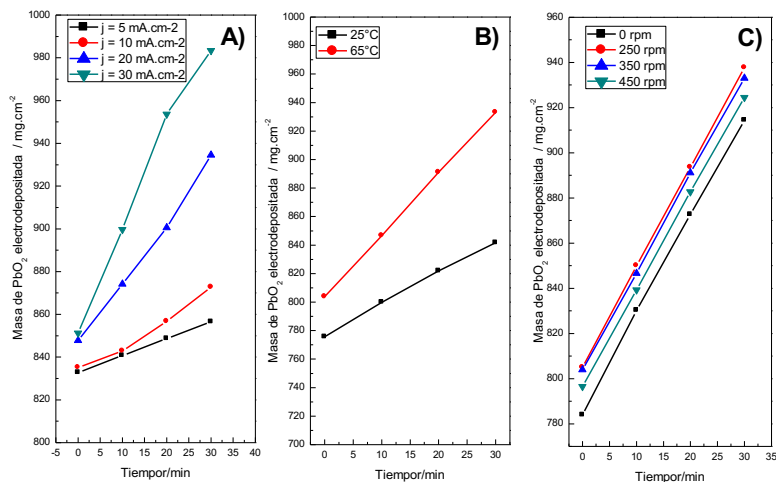 A)
j = 5 mA.cm-2
j = 10 mA.cm-2
j = 20 mA.cm-2
j = 30 mA.cm-2
Masa de PbO2 electrodepositada / mg.cm-2
1000
980
960
940
920
900
880
860
840
820
800
-5 0 5 10 15 20 25 30 35 40
Tiempor/min
B)
25°C
65°C
Masa de PbO2 electrodepositada / mg.cm-2
1000
980
960
940
920
900
880
860
840
820
800
780
760
740
720
700
0 10 20 30
Tiempor/min
C)
0 rpm
250 rpm
350 rpm
450 rpm
Masa de PbO2 electrodepositada / mg.cm-2
960
940
920
900
880
860
840
820
800
780
0 5 10 15 20 25 30 35
Tiempor/min